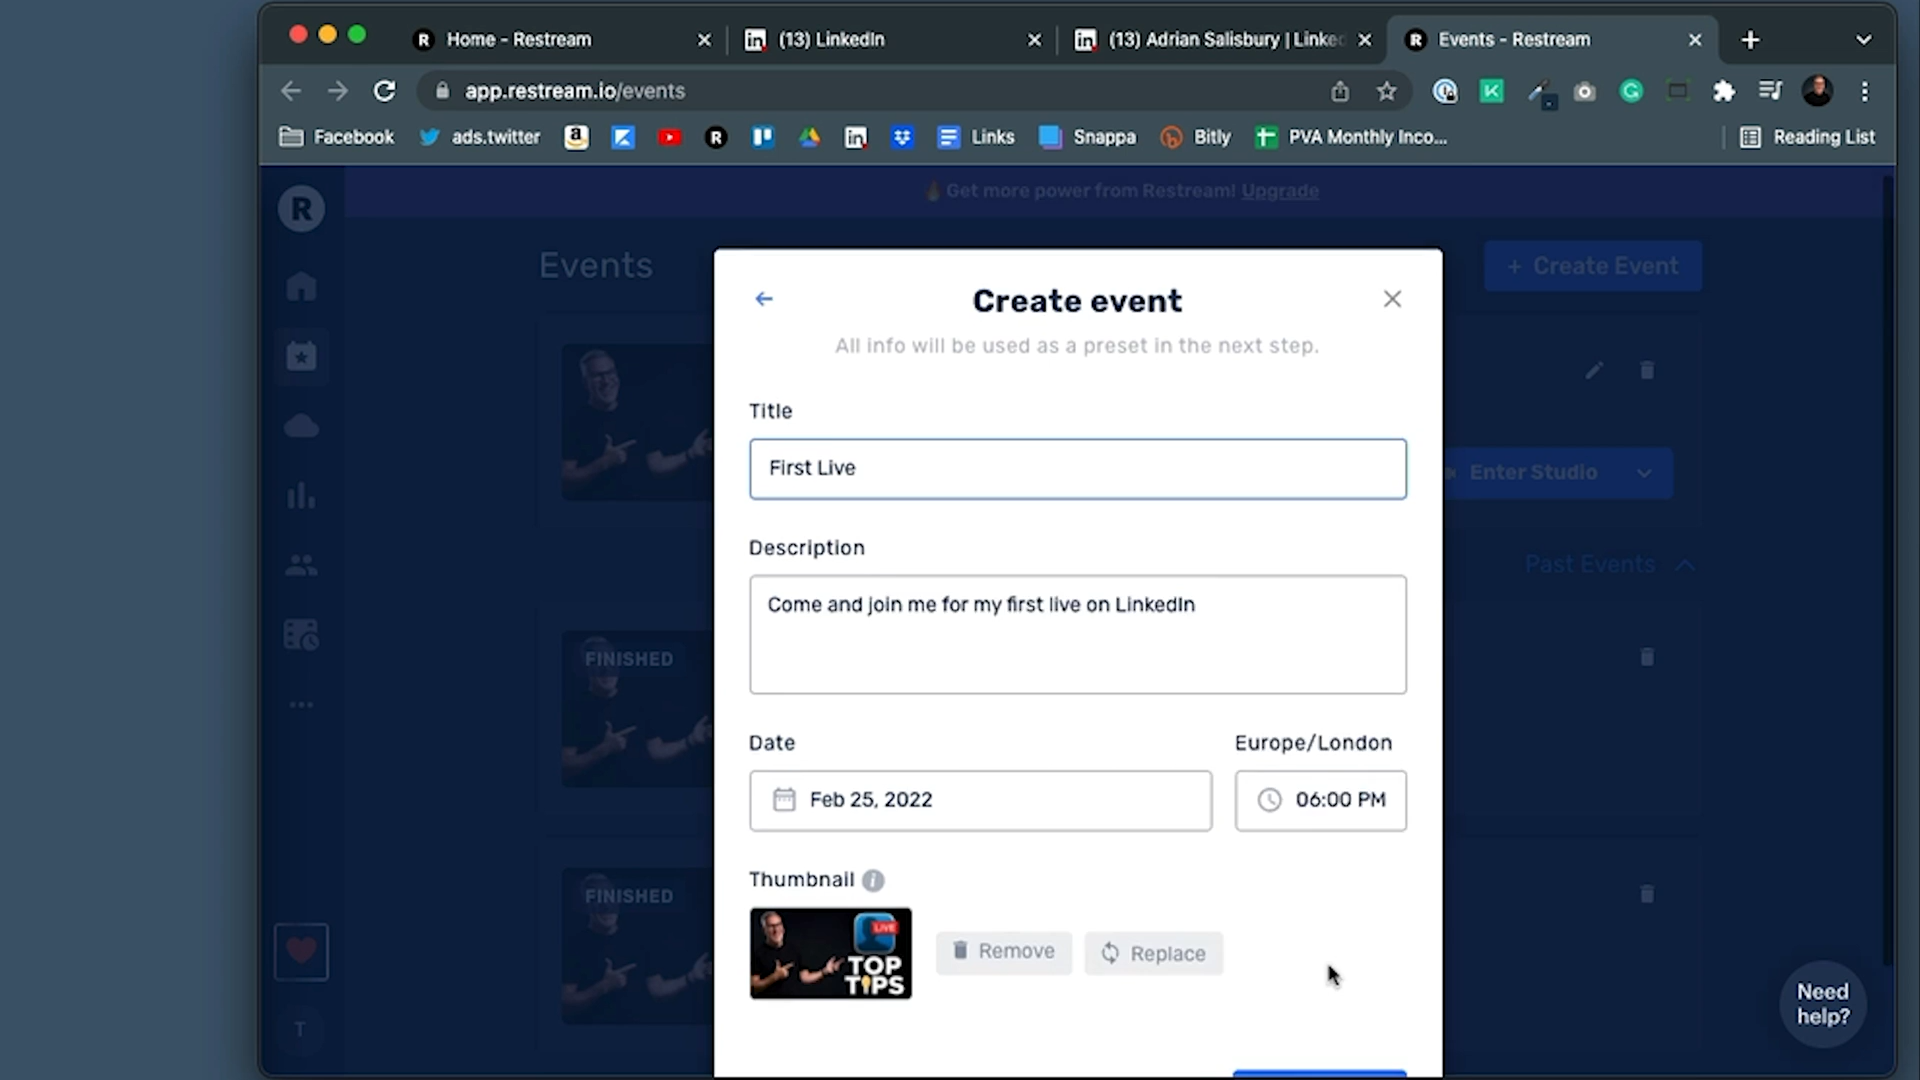 Home - Restream
(13) LinkedIn
(13) Adrian Salisbury | Linke
Events - Restream
app.restream.io/events
Facebook
ads.twitter
Links
Snappa
Bitly
PVA Monthly Inco...
Reading List
R
Get more power from Restream! Upgrade
Events
+ Create Event
Create event
All info will be used as a preset in the next step.
Title
First Live
Enter Studio
Description
Come and join me for my first live on LinkedIn
Past Events
FINISHED
Date
Europe/London
Feb 25, 2022
06:00 PM
Thumbnail
FINISHED
LIVE
TOP
TIPS
Remove
Replace
Need
help?
T